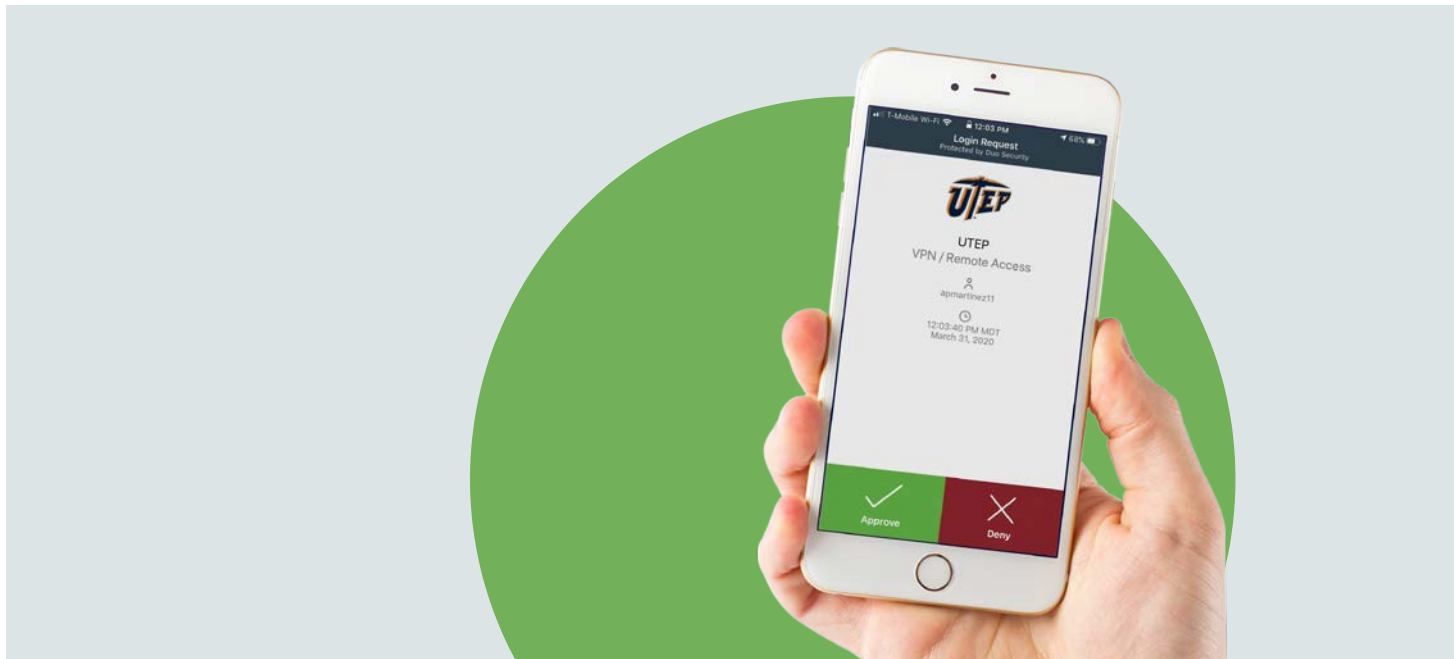 T-Mobile Wi-Fi 12:03 PM 68%
Login Request
Protected by Duo Security
UTEP
UTEP
VPN / Remote Access
apmartinez11
12:03:40 PM MDT
March 31, 2020
Approve Deny